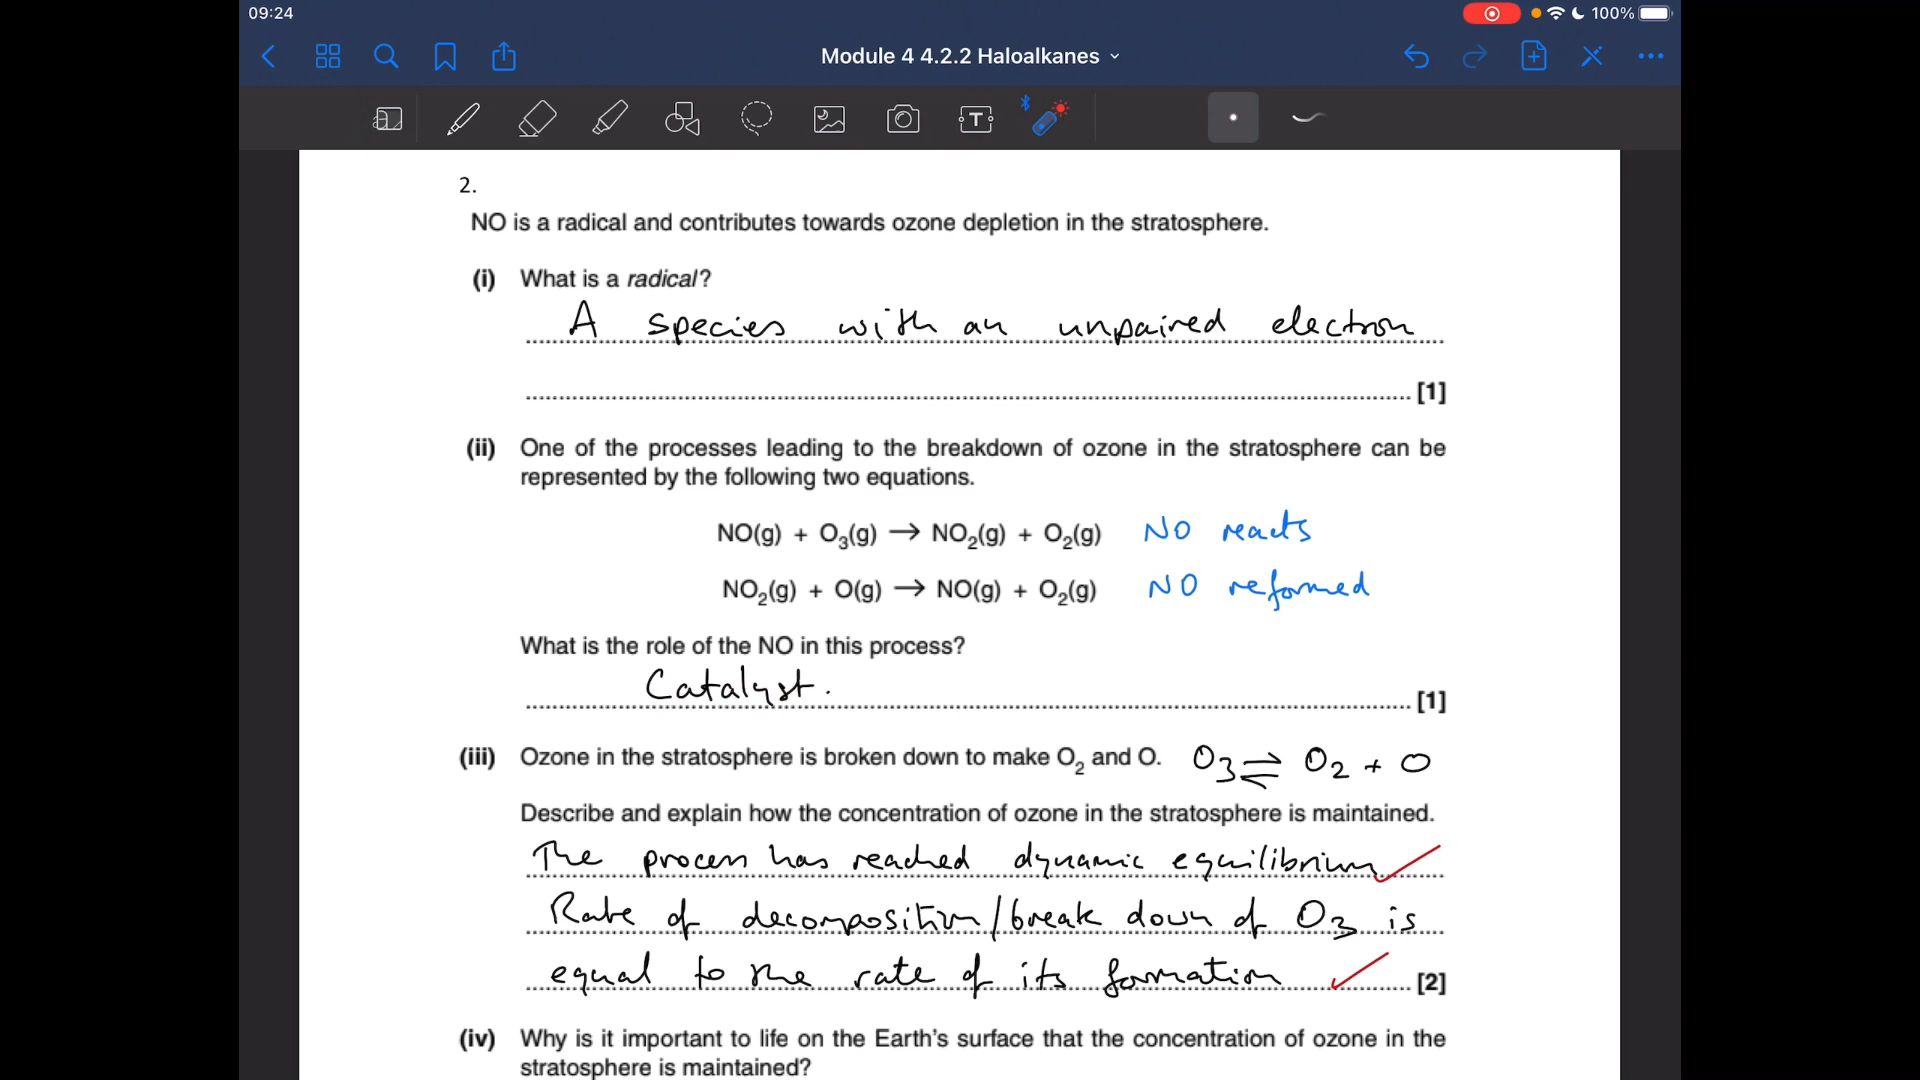 09:24
100%
Module 4 4.2.2 Haloalkanes
2.
NO is a radical and contributes towards ozone depletion in the stratosphere.
(i) What is a radical?
A species with an unpaired electron
[1]
(ii) One of the processes leading to the breakdown of ozone in the stratosphere can be
represented by the following two equations.
NO(g) + O₃(g) → NO₂(g) + O₂(g) NO reacts
NO₂(g) + O(g) → NO(g) + O₂(g) NO reformed
What is the role of the NO in this process?
Catalyst.
[1]
(iii) Ozone in the stratosphere is broken down to make O₂ and O. O₃ ⇌ O₂ + O
Describe and explain how the concentration of ozone in the stratosphere is maintained.
The process has reached dynamic equilibrium
Rate of decomposition/break down of O₃ is
equal to the rate of its formation [2]
(iv) Why is it important to life on the Earth's surface that the concentration of ozone in the
stratosphere is maintained?